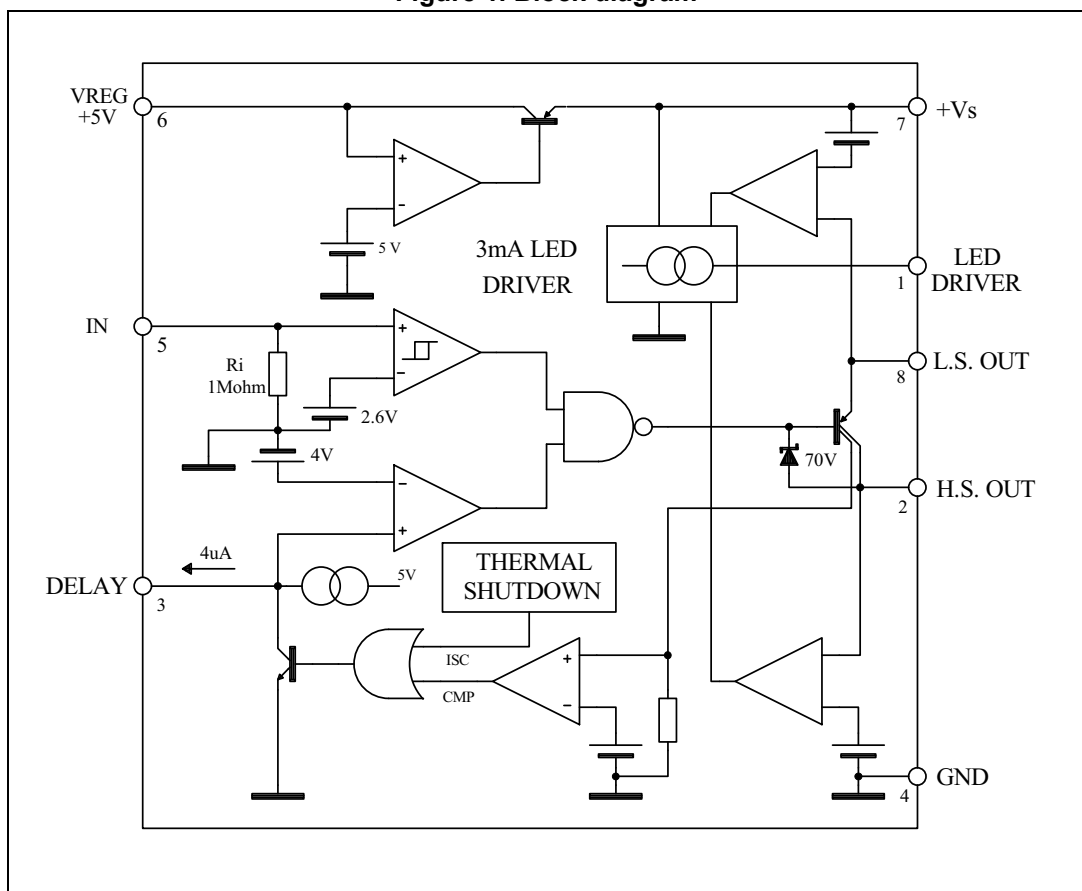 Figure 1. Block diagram
VREG
+5V
6
+Vs
7
+
−
5 V
3mA LED
DRIVER
LED
DRIVER
1
IN
5
Ri
1Mohm
+
−
2.6V
4V
L.S. OUT
8
70V
H.S. OUT
2
−
+
4uA
DELAY
3
5V
THERMAL
SHUTDOWN
ISC
CMP
+
−
GND
4